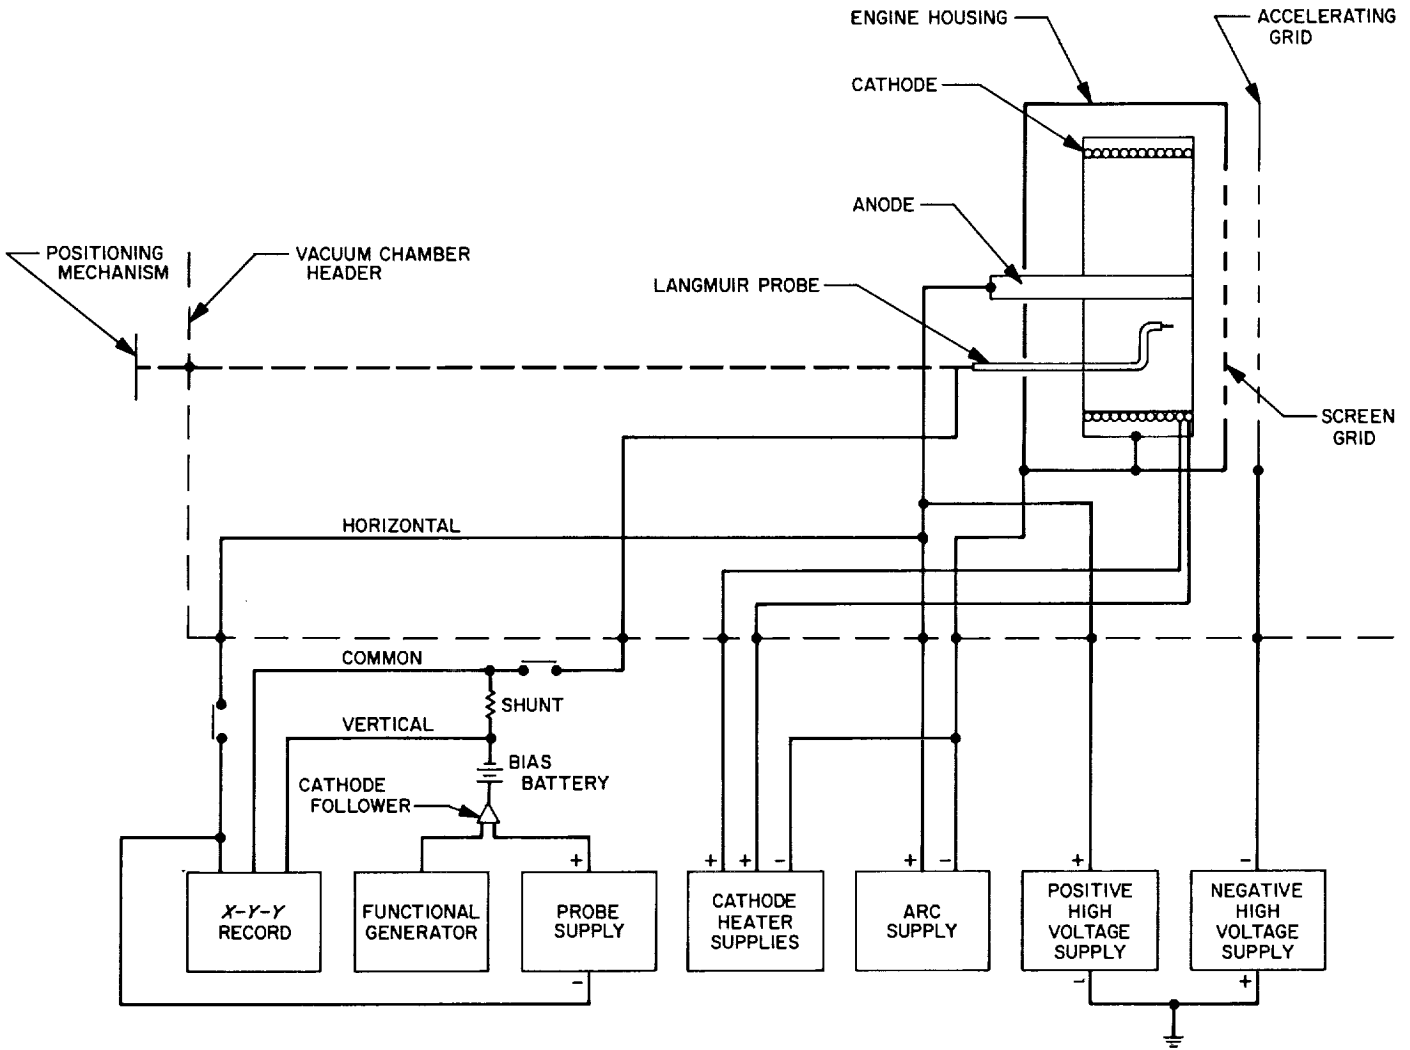 ENGINE HOUSING
ACCELERATING
GRID
CATHODE
ANODE
POSITIONING
MECHANISM
VACUUM CHAMBER
HEADER
LANGMUIR PROBE
SCREEN
GRID
HORIZONTAL
COMMON
SHUNT
VERTICAL
BIAS
BATTERY
CATHODE
FOLLOWER
+
+ + −
+ −
+
−
X-Y-Y
RECORD
FUNCTIONAL
GENERATOR
PROBE
SUPPLY
CATHODE
HEATER
SUPPLIES
ARC
SUPPLY
POSITIVE
HIGH
VOLTAGE
SUPPLY
NEGATIVE
HIGH
VOLTAGE
SUPPLY
−
−
+